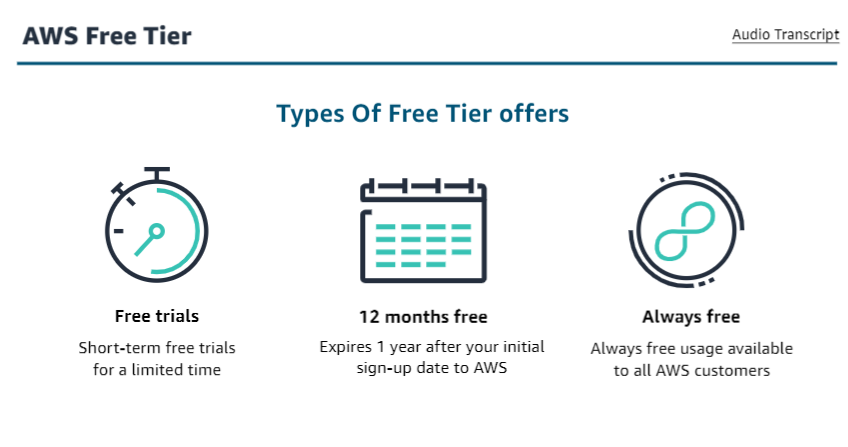 AWS Free Tier
Audio Transcript
Types Of Free Tier offers
Free trials
Short-term free trials
for a limited time
12 months free
Expires 1 year after your initial
sign-up date to AWS
Always free
Always free usage available
to all AWS customers